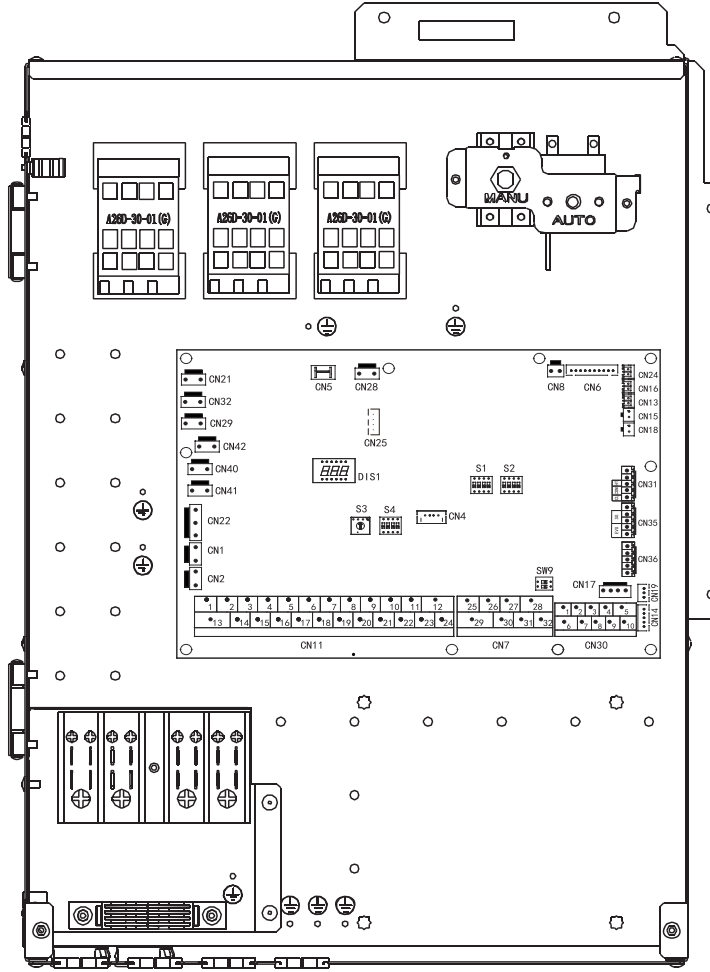 A26D-30-01(G) A26D-30-01(G) A26D-30-01(G)
MANU
AUTO
CN21
CN32
CN29
CN42
CN40
CN41
CN22
CN1
CN2
CN5
CN28
CN25
DIS1
S1 S2
S3 S4
CN4
CN8 CN6
CN24
CN16
CN13
CN15
CN18
CN31
CN35
CN36
SW9
CN17
CN19
CN14
1 2 3 4 5 6 7 8 9 10 11 12
13 14 15 16 17 18 19 20 21 22 23 24
CN11
25 26 27 28
29 30 31 32
CN7
1 2 3 4 5
6 7 8 9 10
CN30